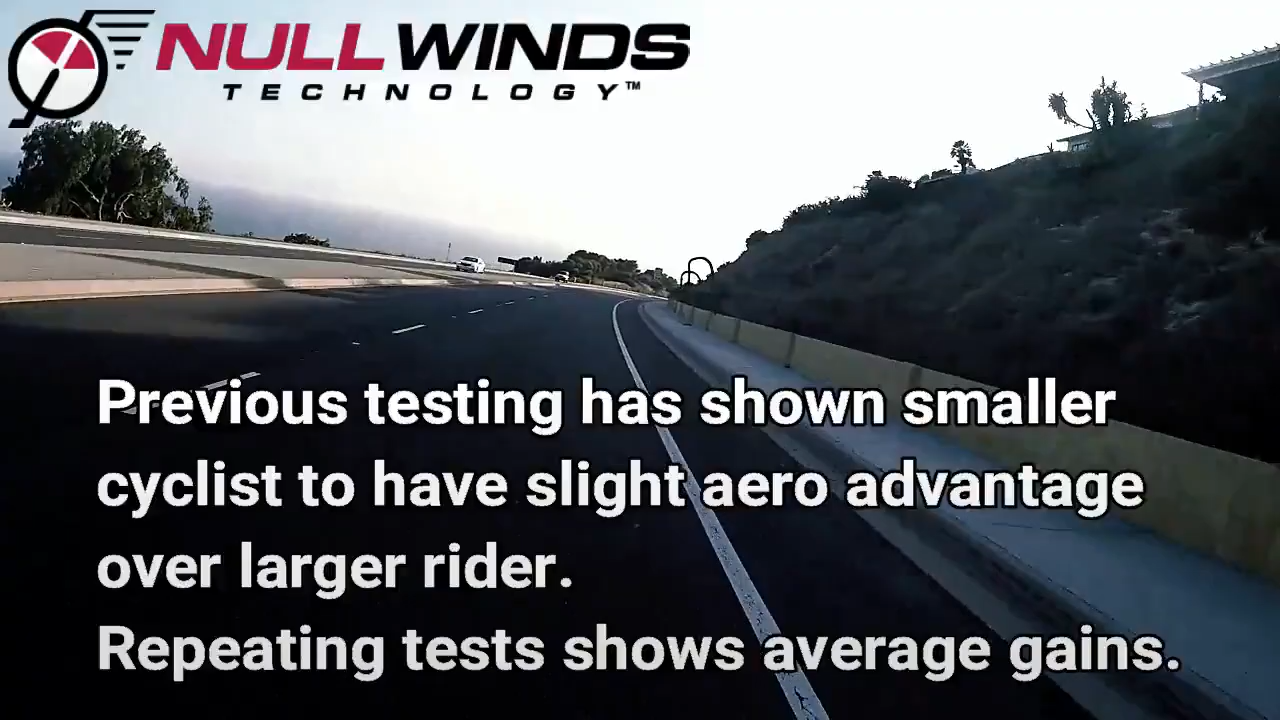 NULLWINDS
TECHNOLOGY™
Previous testing has shown smaller
cyclist to have slight aero advantage
over larger rider.
Repeating tests shows average gains.